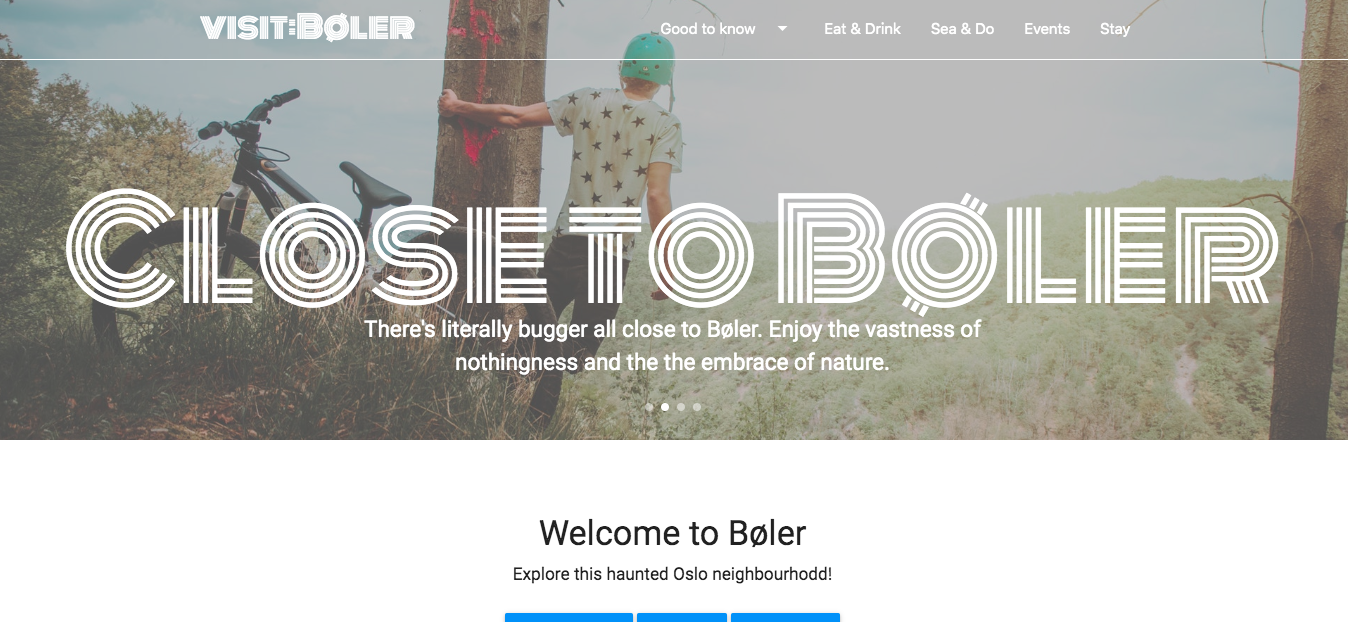 VISIT:BØLER
Good to know Eat & Drink Sea & Do Events Stay
CLOSE TO BØLER
There's literally bugger all close to Bøler. Enjoy the vastness of
nothingness and the the embrace of nature.
Welcome to Bøler
Explore this haunted Oslo neighbourhodd!